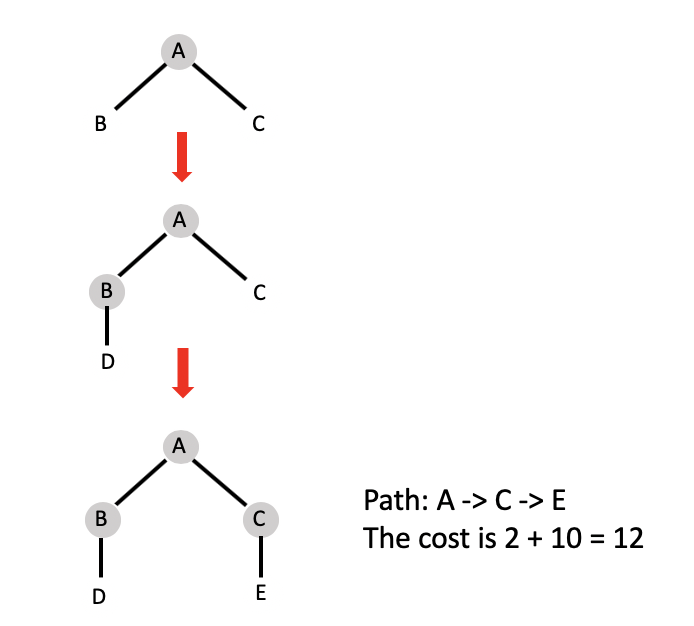 A
B C
A
B C
D
A
B C
D E
Path: A -> C -> E
The cost is 2 + 10 = 12